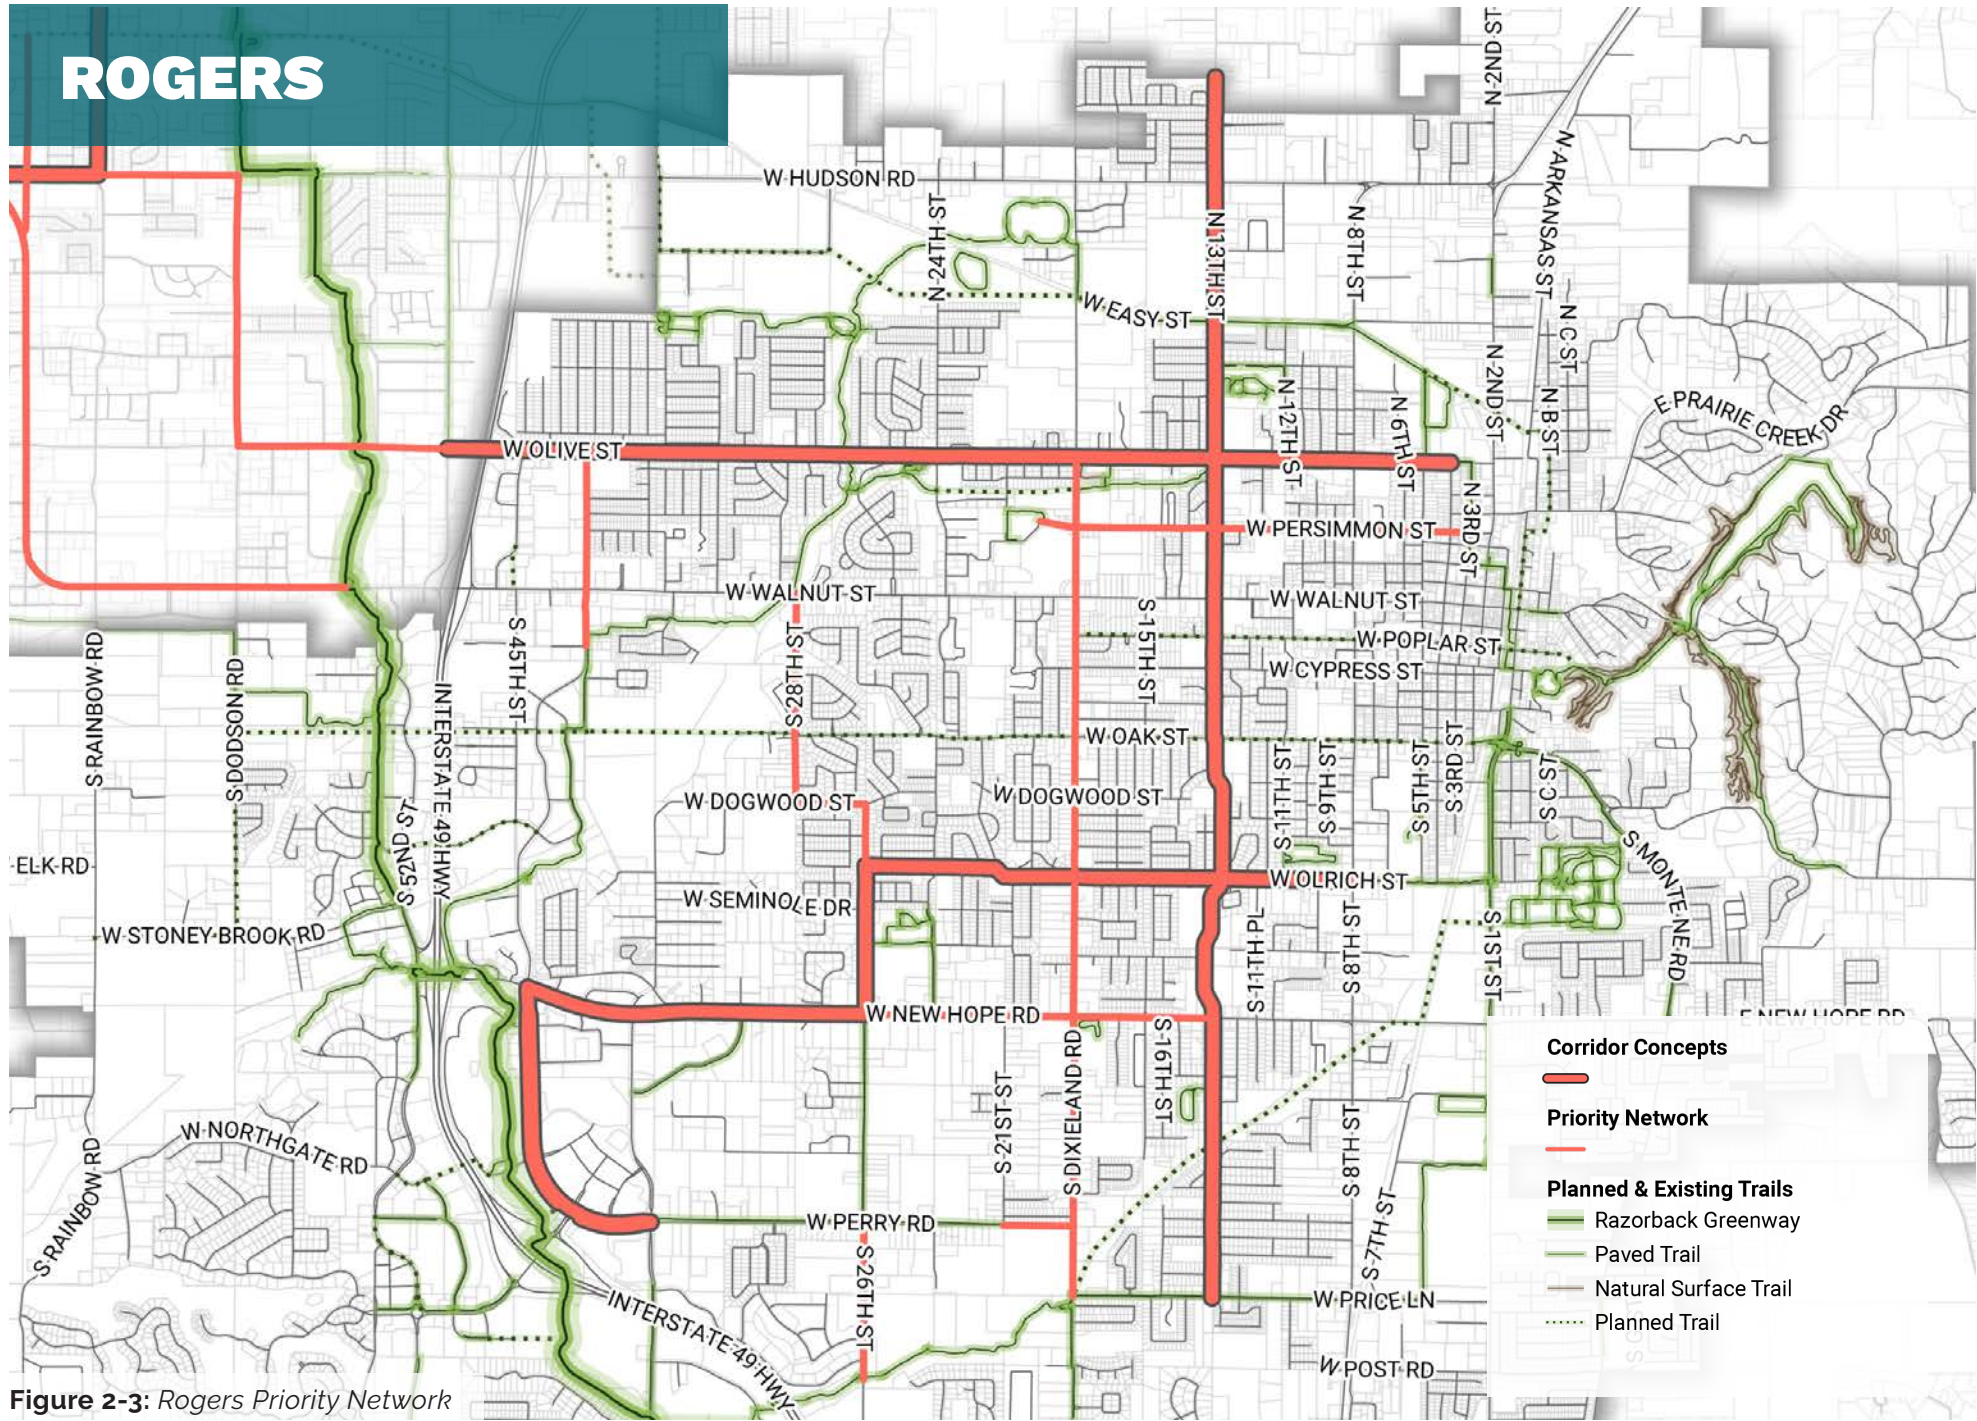 ROGERS
N 2ND ST
N ARKANSAS ST
W HUDSON RD
N 24TH ST
N 13TH ST
N 8TH ST
W EASY ST
N C ST
N 2ND ST
N B ST
N 12TH ST
N 6TH ST
E PRAIRIE CREEK DR
W OLIVE ST
N 3RD ST
W PERSIMMON ST
W WALNUT ST
W WALNUT ST
S 45TH ST
S 28TH ST
S 15TH ST
W POPLAR ST
W CYPRESS ST
S RAINBOW RD
S DODSON RD
INTERSTATE 49 HWY
W OAK ST
S 11TH ST
S 9TH ST
S 5TH ST
S 3RD ST
S C ST
W DOGWOOD ST
W DOGWOOD ST
S 52ND ST
ELK RD
S MONTE NE RD
W OLRICH ST
W SEMINOLE DR
W STONEY BROOK RD
S 11TH PL
S 8TH ST
S 1ST ST
W NEW HOPE RD
E NEW HOPE RD
S 16TH ST
S DIXIELAND RD
S 21ST ST
S 8TH ST
W NORTHGATE RD
S RAINBOW RD
S 7TH ST
W PERRY RD
S 26TH ST
INTERSTATE 49 HWY
W PRICE LN
W POST RD
Corridor Concepts
Priority Network
Planned & Existing Trails
Razorback Greenway
Paved Trail
Natural Surface Trail
Planned Trail
Figure 2-3: Rogers Priority Network